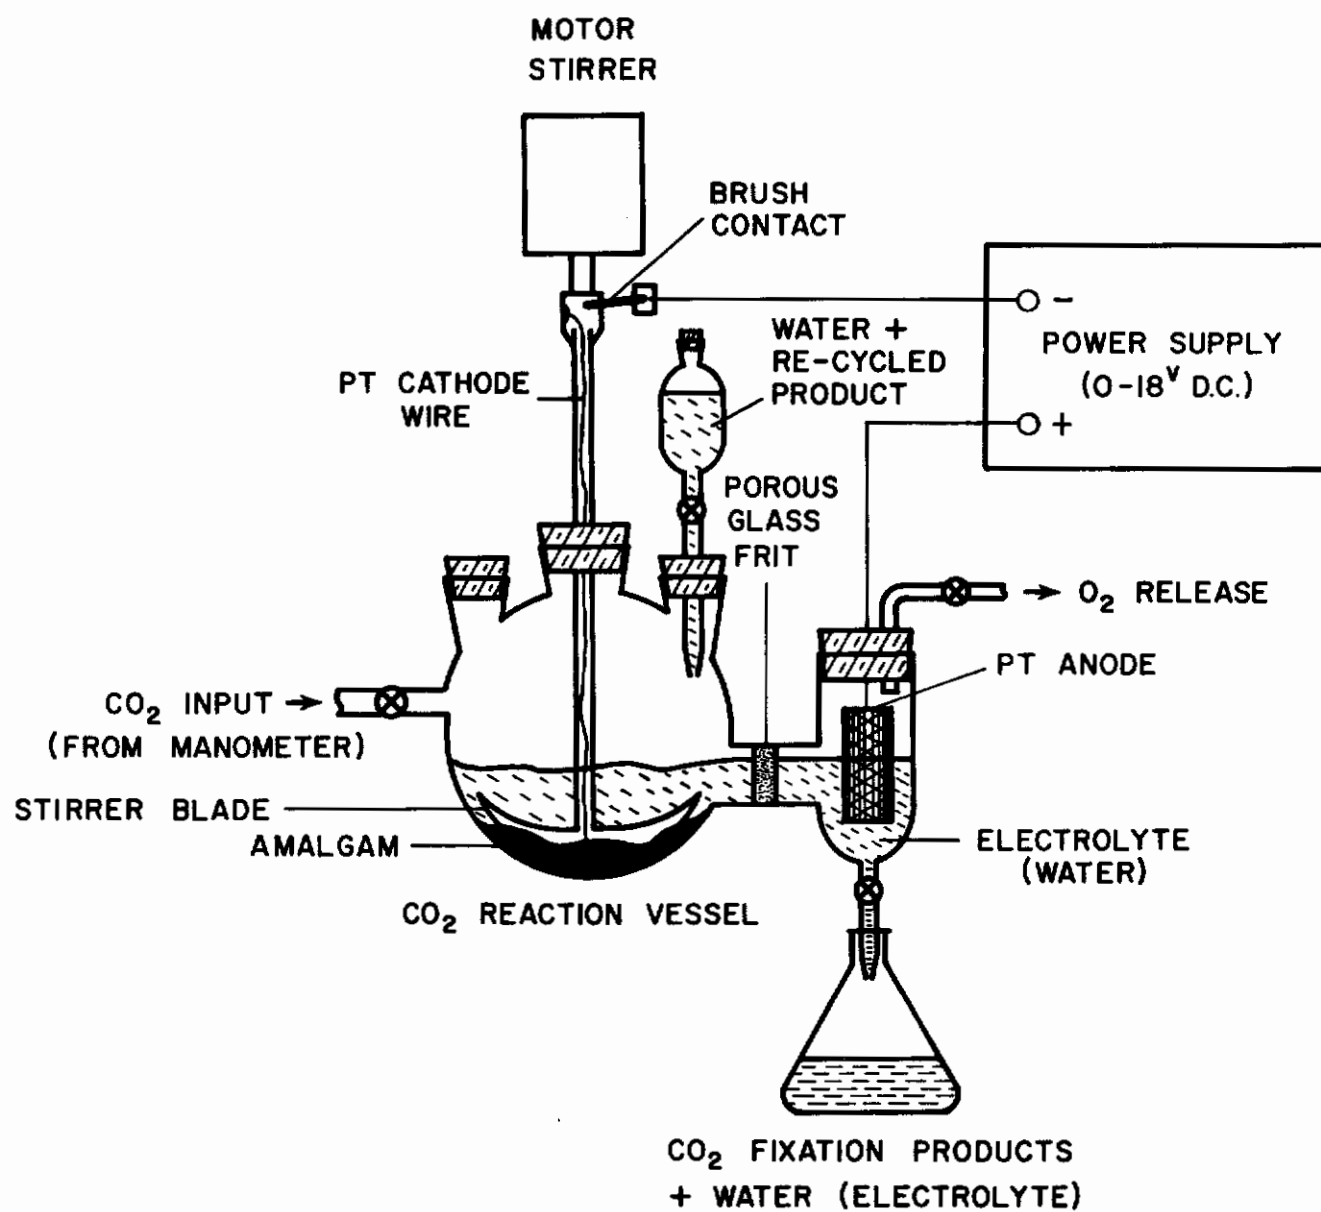 MOTOR
STIRRER
BRUSH
CONTACT
-
POWER SUPPLY
(0-18V D.C.)
+
WATER +
RE-CYCLED
PRODUCT
PT CATHODE
WIRE
POROUS
GLASS
FRIT
→ O2 RELEASE
PT ANODE
CO2 INPUT →
(FROM MANOMETER)
STIRRER BLADE
AMALGAM
ELECTROLYTE
(WATER)
CO2 REACTION VESSEL
CO2 FIXATION PRODUCTS
+ WATER (ELECTROLYTE)